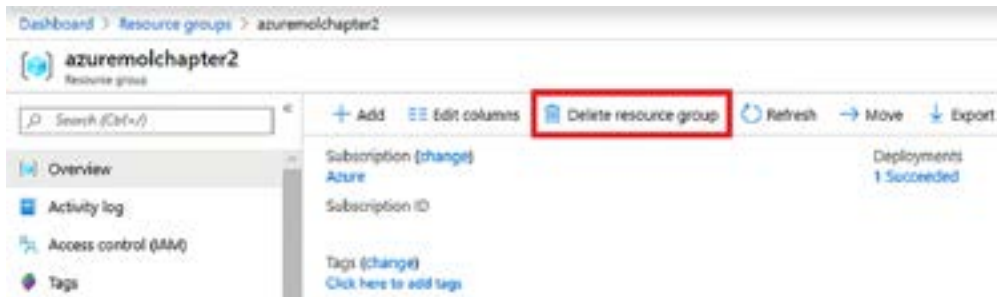 Dashboard > Resource groups > azuremolchapter2
azuremolchapter2
Resource group
Search (Ctrl+/)
«
+ Add Edit columns Delete resource group Refresh → Move Export
Overview
Activity log
Access control (IAM)
Tags
Subscription (change)
Azure
Subscription ID
Tags (change)
Click here to add tags
Deployments
1 Succeeded